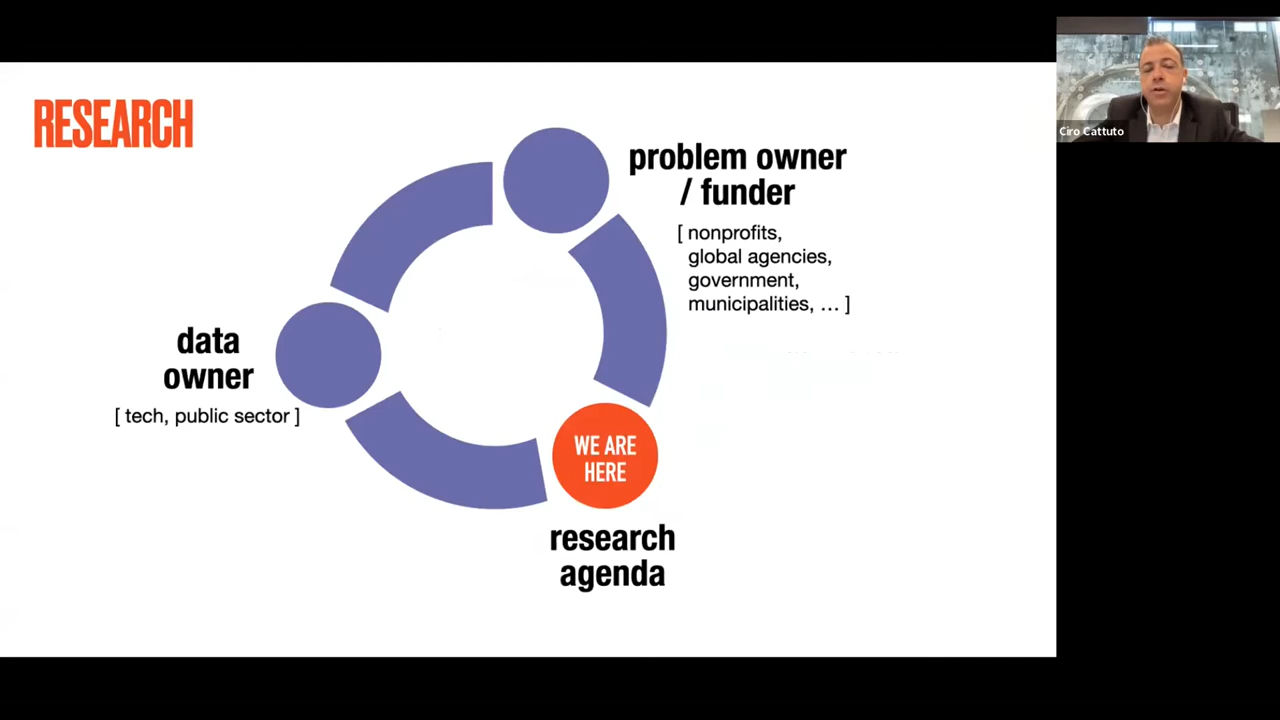 RESEARCH
problem owner
/ funder
[ nonprofits,
global agencies,
government,
municipalities, … ]
data
owner
[ tech, public sector ]
WE ARE
HERE
research
agenda
Ciro Cattuto